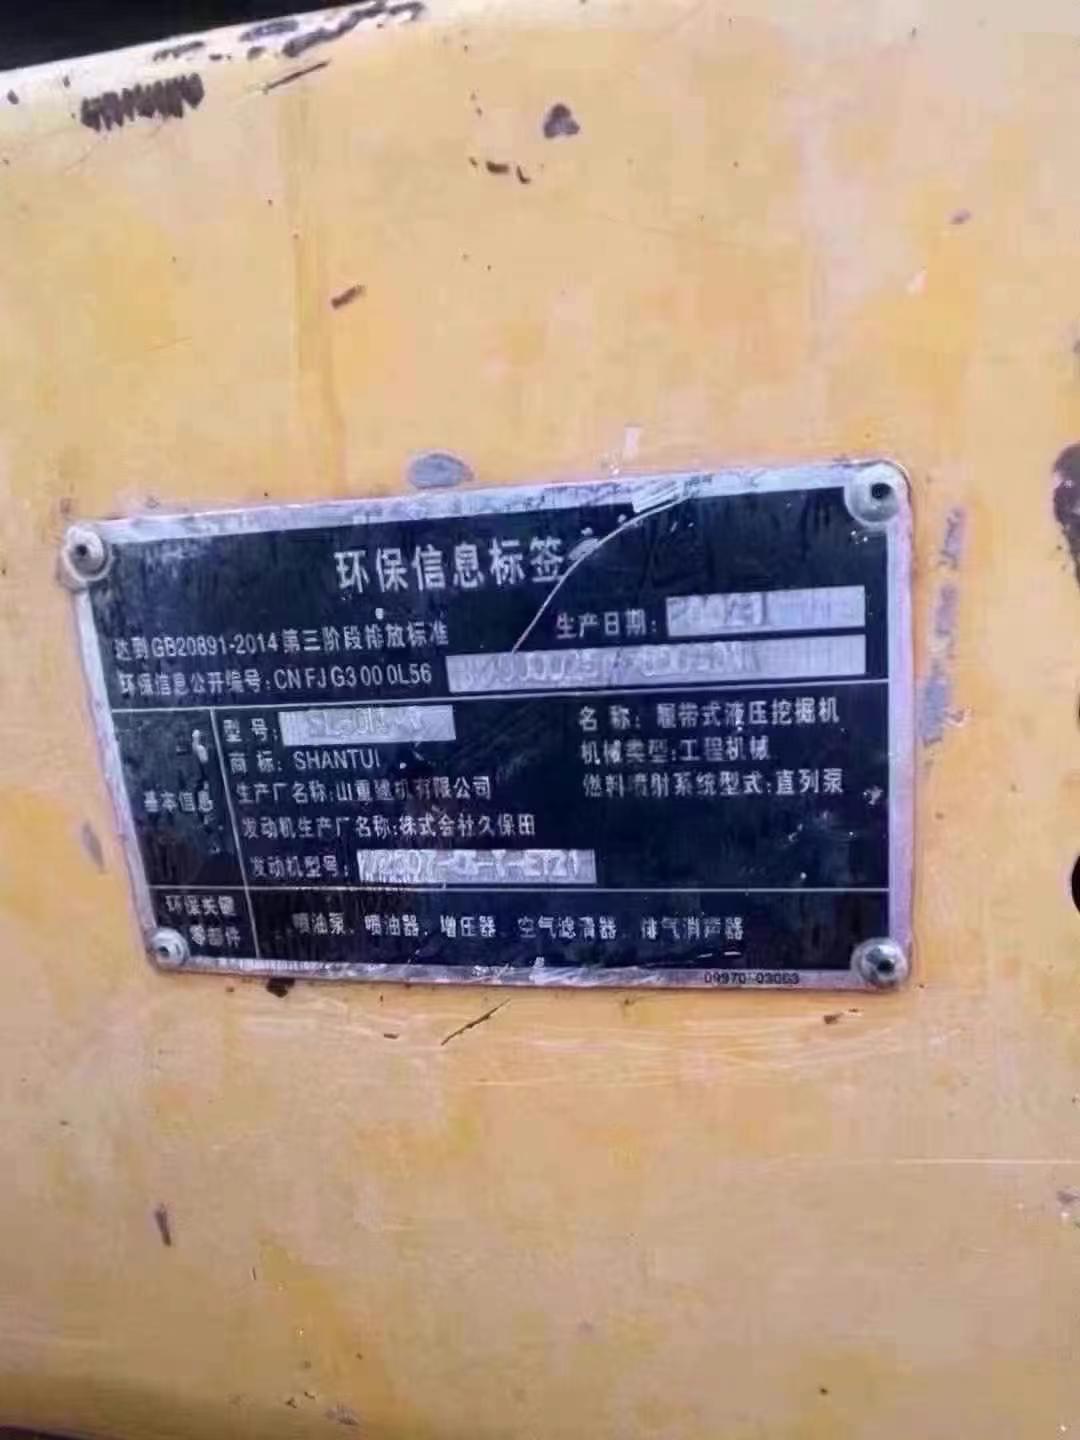 环保信息标签
生产日期:
达到GB20891-2014第三阶段排放标准
环保信息公开编号:CN FJ G3 00 0L56
型号:
名称:履带式液压挖掘机
商标:SHANTUI
机械类型:工程机械
基本信息
生产厂名称:山重建机有限公司
燃料喷射系统型式:直列泵
发动机生产厂名称:株式会社久保田
发动机型号:
环保关键
零部件
喷油泵、喷油器、增压器、空气滤清器、排气消声器
09970-03063